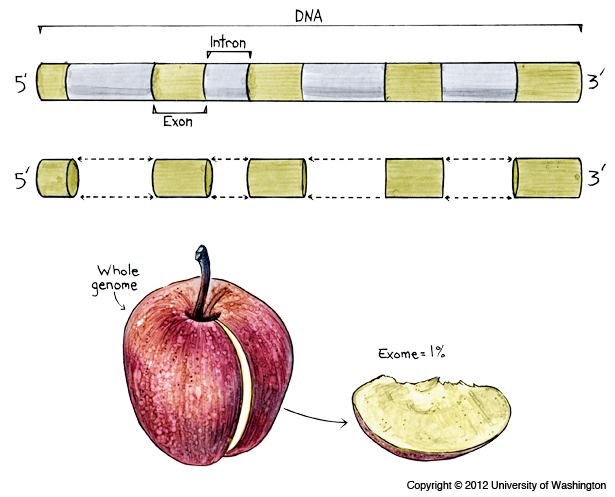 DNA
Intron
5' 3'
Exon
5' 3'
Whole
genome
Exome = 1%
Copyright © 2012 University of Washington